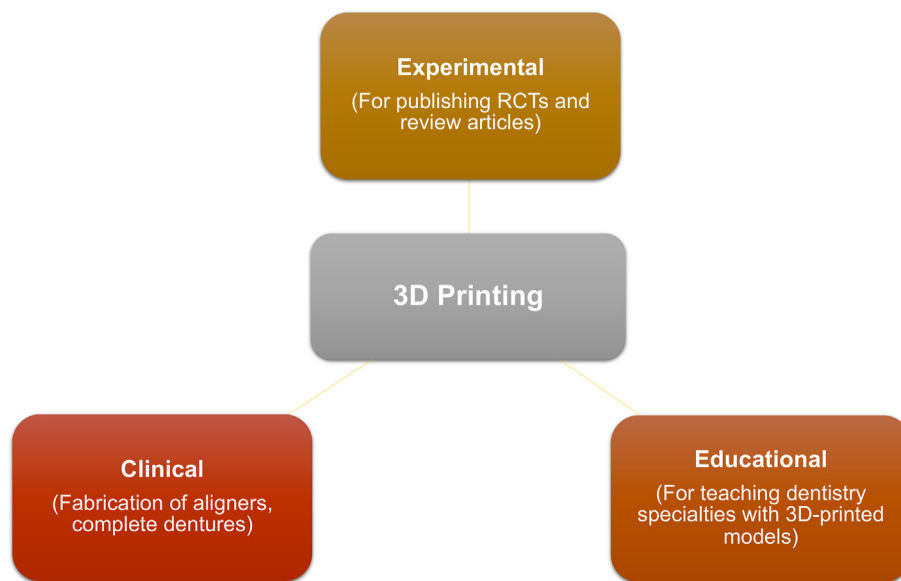 Experimental
(For publishing RCTs and
review articles)
3D Printing
Clinical
(Fabrication of aligners,
complete dentures)
Educational
(For teaching dentistry
specialties with 3D-printed
models)